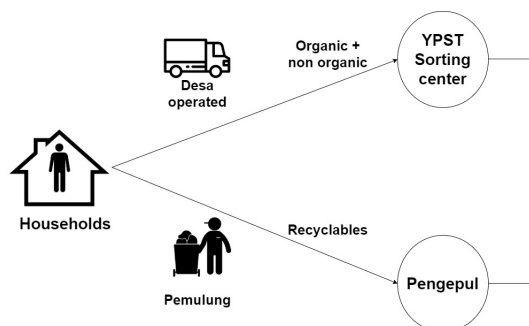 Organic +
non organic
YPST
Sorting
center
Desa
operated
Households
Recyclables
Pemulung
Pengepul